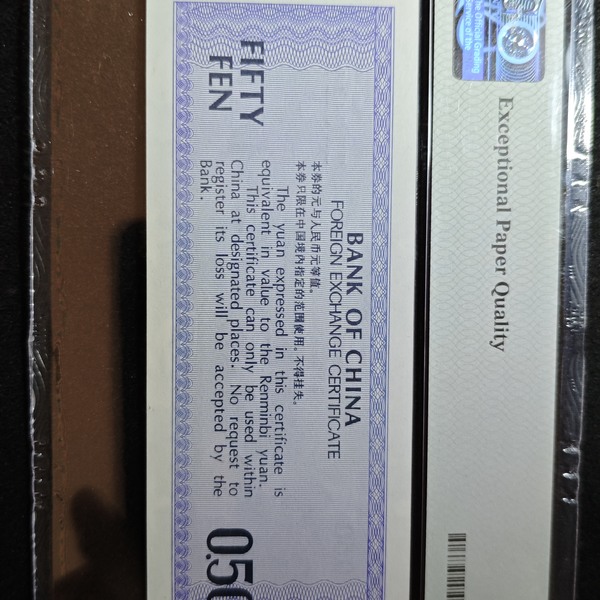 BANK OF CHINA
FOREIGN EXCHANGE CERTIFICATE
本券的元与人民币元等值。
本券只限在中国境内指定的范围使用。不得挂失。
The yuan expressed in this certificate is
equivalent in value to the Renminbi yuan.
This certificate can only be used within
China at designated places. No request to
register its loss will be accepted by the
Bank.
FIFTY
FEN
0.50
Exceptional Paper Quality